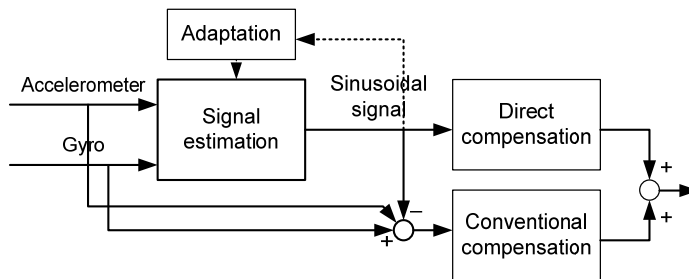 Adaptation
Accelerometer
Gyro
Signal
estimation
Sinusoidal
signal
Direct
compensation
+
+
−
+
Conventional
compensation